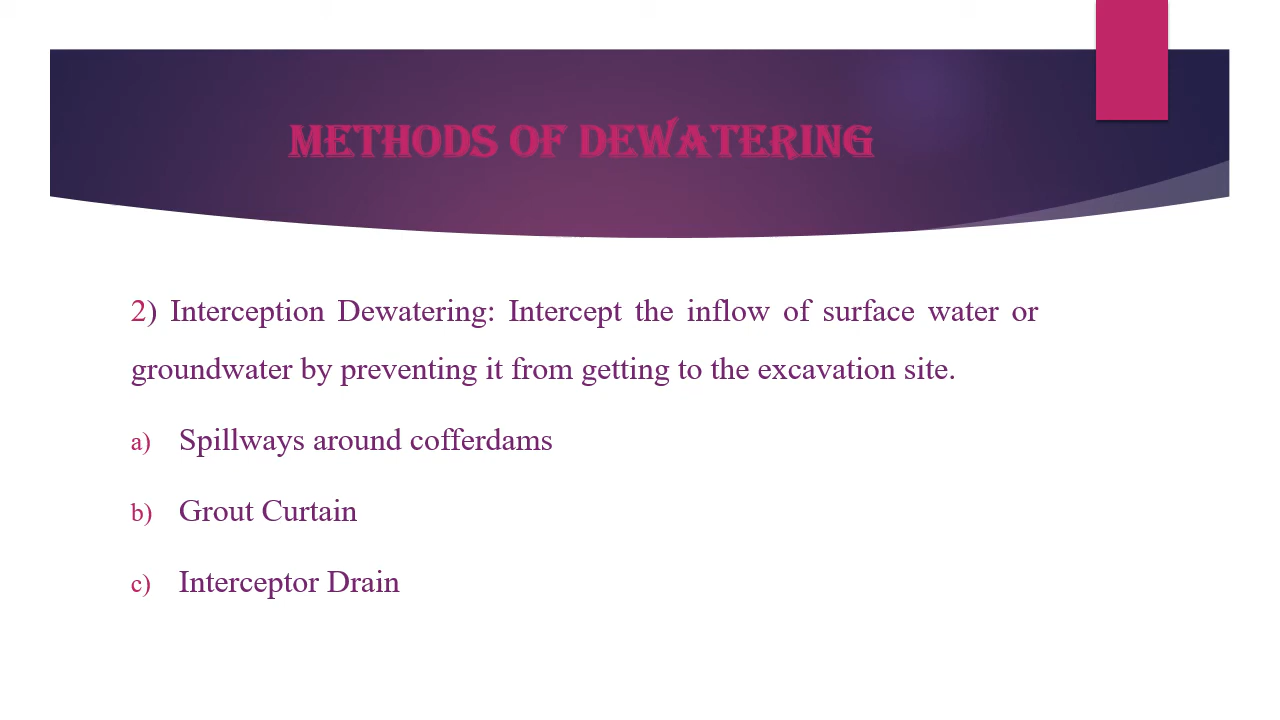 METHODS OF DEWATERING
2) Interception Dewatering: Intercept the inflow of surface water or
groundwater by preventing it from getting to the excavation site.
a) Spillways around cofferdams
b) Grout Curtain
c) Interceptor Drain